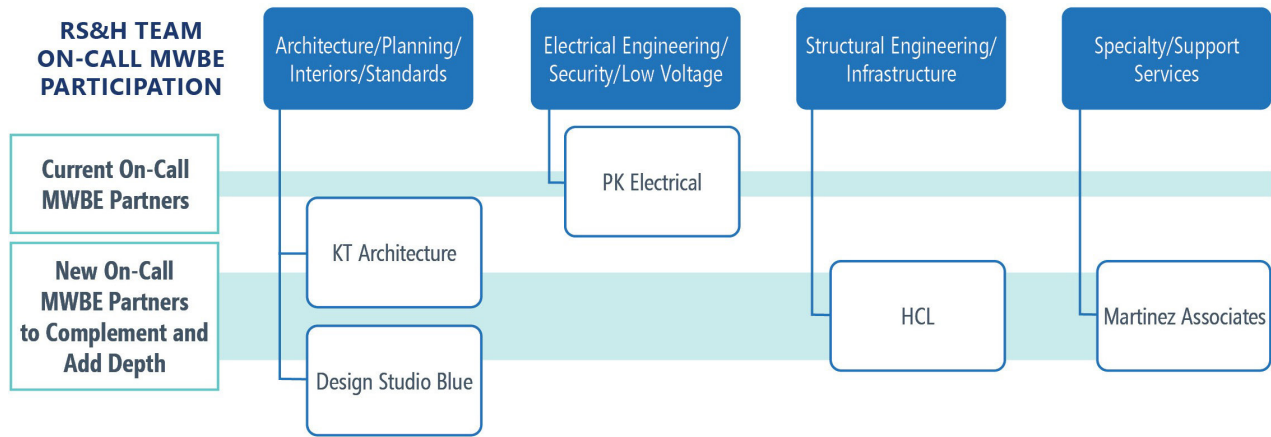 RS&H TEAM
ON-CALL MWBE
PARTICIPATION
Architecture/Planning/
Interiors/Standards
Electrical Engineering/
Security/Low Voltage
Structural Engineering/
Infrastructure
Specialty/Support
Services
Current On-Call
MWBE Partners
PK Electrical
New On-Call
MWBE Partners
to Complement and
Add Depth
KT Architecture
Design Studio Blue
HCL
Martinez Associates